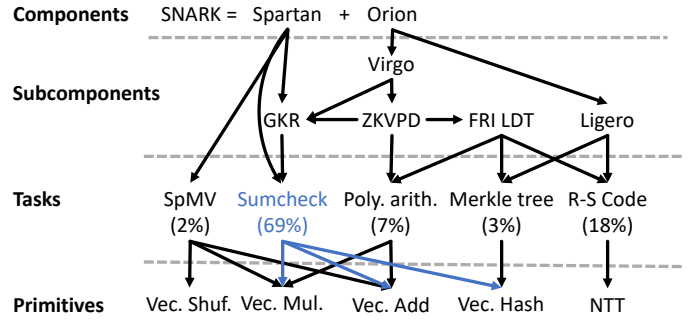 Components SNARK = Spartan + Orion
Virgo
Subcomponents
GKR ZKVPD FRI LDT Ligero
Tasks SpMV Sumcheck Poly. arith. Merkle tree R-S Code
(2%) (69%) (7%) (3%) (18%)
Primitives Vec. Shuf. Vec. Mul. Vec. Add Vec. Hash NTT